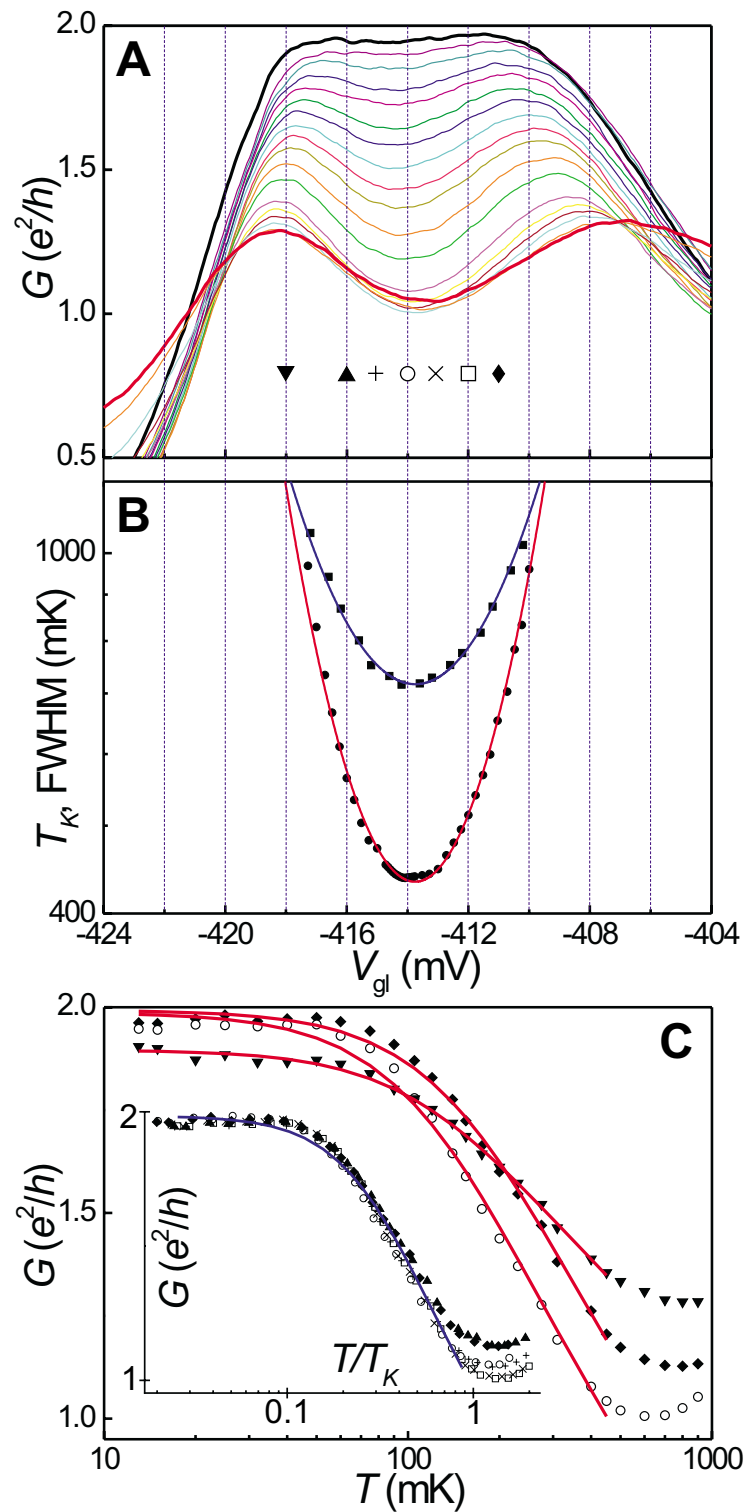 2.0
A
1.5
G (e²/h)
1.0
0.5
B
1000
T_K, FWHM (mK)
400
-424 -420 -416 -412 -408 -404
V_gl (mV)
2.0
C
2
G (e²/h)
1.5
G (e²/h)
T/T_K
1
0.1 1
1.0
10 100 1000
T (mK)